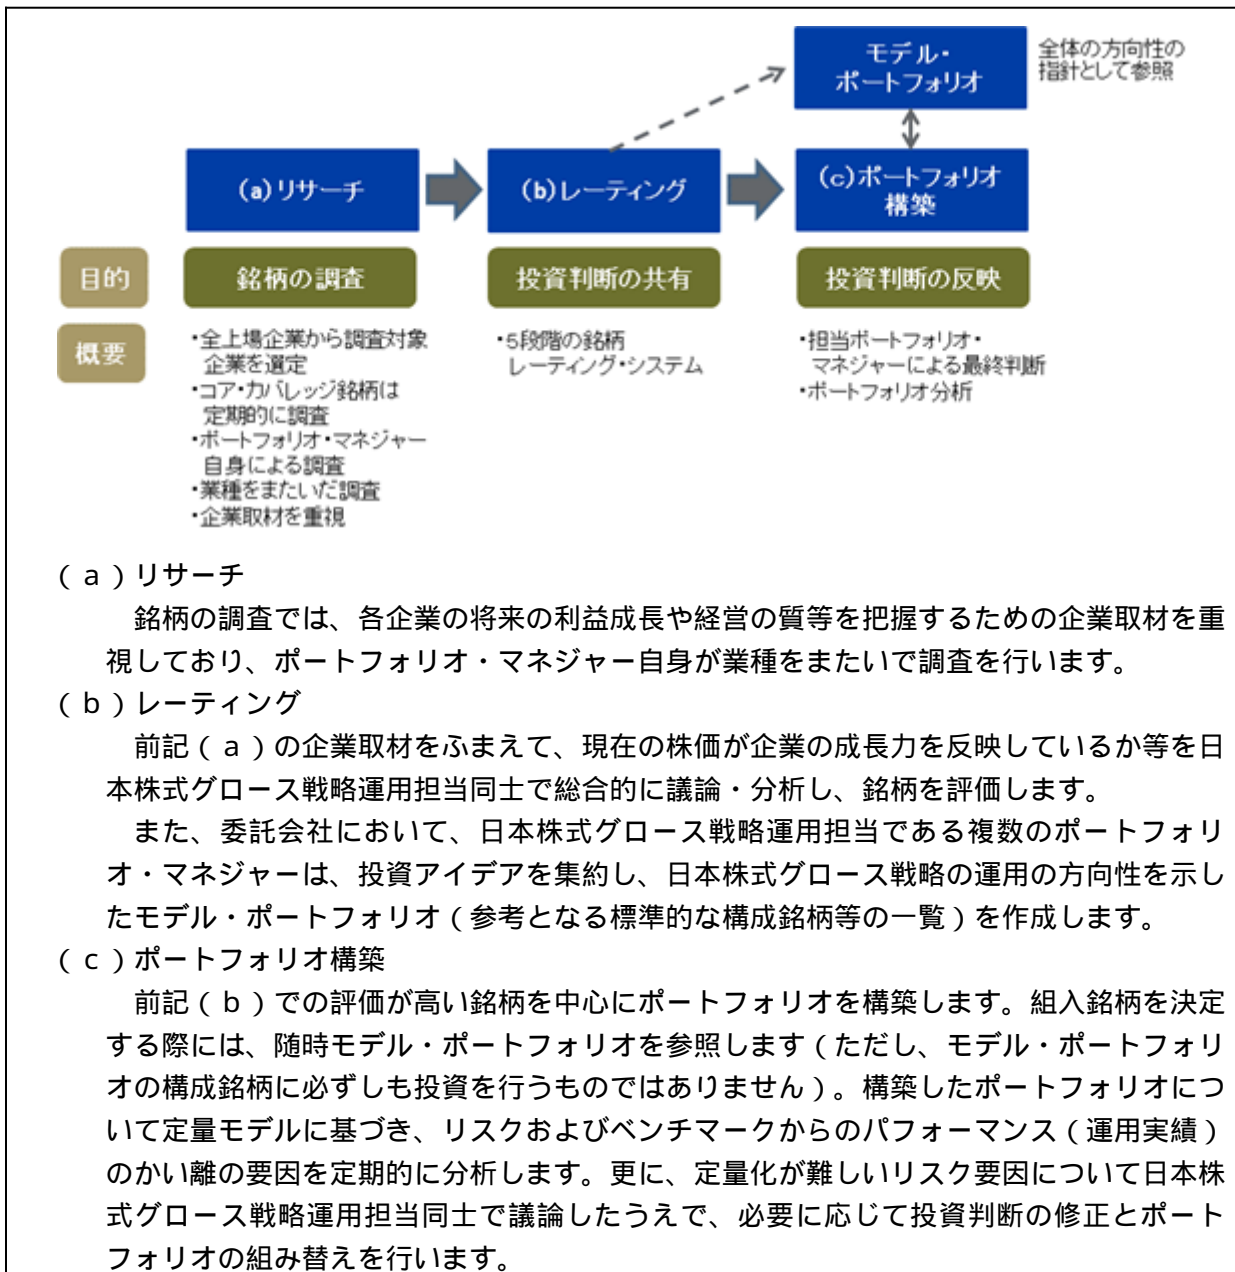 モデル・
ポートフォリオ
全体の方向性の
指針として参照
(a)リサーチ
(b)レーティング
(c)ポートフォリオ
構築
目的
銘柄の調査
投資判断の共有
投資判断の反映
概要
・全上場企業から調査対象
企業を選定
・コア・カバレッジ銘柄は
定期的に調査
・ポートフォリオ・マネジャー
自身による調査
・業種をまたいだ調査
・企業取材を重視
・5段階の銘柄
レーティング・システム
・担当ポートフォリオ・
マネジャーによる最終判断
・ポートフォリオ分析
(a)リサーチ
銘柄の調査では、各企業の将来の利益成長や経営の質等を把握するための企業取材を重
視しており、ポートフォリオ・マネジャー自身が業種をまたいで調査を行います。
(b)レーティング
前記(a)の企業取材をふまえて、現在の株価が企業の成長力を反映しているか等を日
本株式グロース戦略運用担当同士で総合的に議論・分析し、銘柄を評価します。
また、委託会社において、日本株式グロース戦略運用担当である複数のポートフォリ
オ・マネジャーは、投資アイデアを集約し、日本株式グロース戦略の運用の方向性を示し
たモデル・ポートフォリオ(参考となる標準的な構成銘柄等の一覧)を作成します。
(c)ポートフォリオ構築
前記(b)での評価が高い銘柄を中心にポートフォリオを構築します。組入銘柄を決定
する際には、随時モデル・ポートフォリオを参照します(ただし、モデル・ポートフォリ
オの構成銘柄に必ずしも投資を行うものではありません)。構築したポートフォリオにつ
いて定量モデルに基づき、リスクおよびベンチマークからのパフォーマンス(運用実績)
のかい離の要因を定期的に分析します。更に、定量化が難しいリスク要因について日本株
式グロース戦略運用担当同士で議論したうえで、必要に応じて投資判断の修正とポート
フォリオの組み替えを行います。